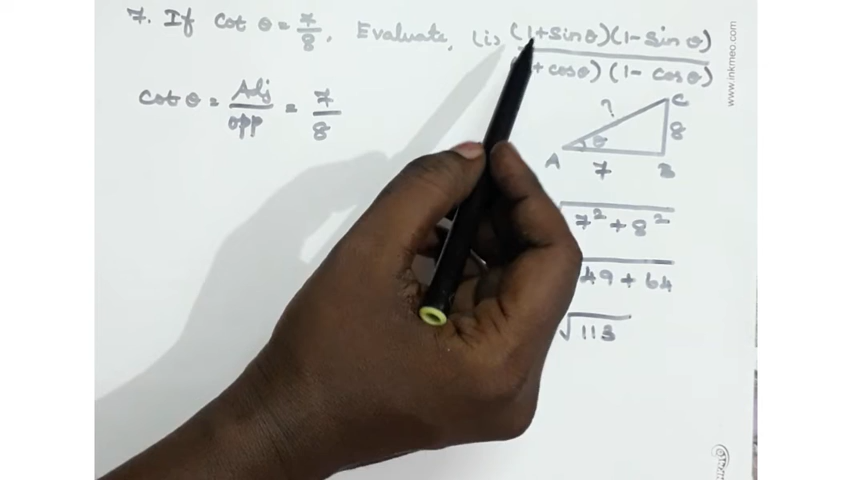 7. If cot θ = 7/8, Evaluate, (i) (1+sin θ)(1-sin θ)
+ cos θ) (1 - cos θ)
cot θ = Adj/opp = 7/8
?
C
θ
8
A
7
B
√7² + 8²
49 + 64
√113
www.inkmeo.com